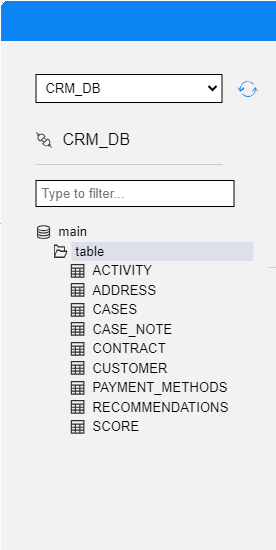 CRM_DB
CRM_DB
Type to filter...
main
table
ACTIVITY
ADDRESS
CASES
CASE_NOTE
CONTRACT
CUSTOMER
PAYMENT_METHODS
RECOMMENDATIONS
SCORE